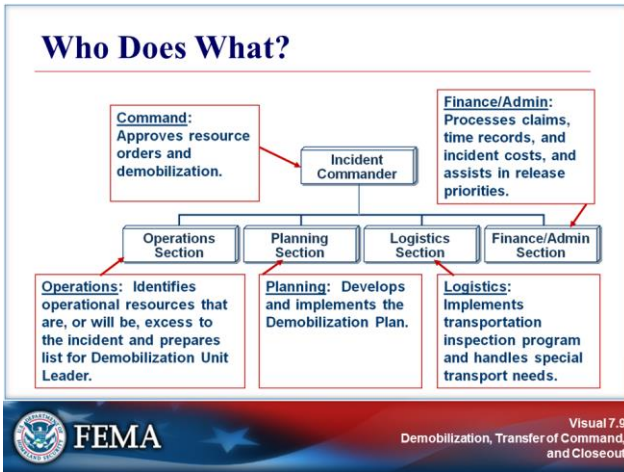 Who Does What?
Command:
Approves resource
orders and
demobilization.
Finance/Admin:
Processes claims,
time records, and
incident costs, and
assists in release
priorities.
Incident
Commander
Operations
Section
Planning
Section
Logistics
Section
Finance/Admin
Section
Operations: Identifies
operational resources that
are, or will be, excess to
the incident and prepares
list for Demobilization Unit
Leader.
Planning: Develops
and implements the
Demobilization Plan.
Logistics:
Implements
transportation
inspection program
and handles special
transport needs.
FEMA
Visual 7.9
Demobilization, Transfer of Command,
and Closeout